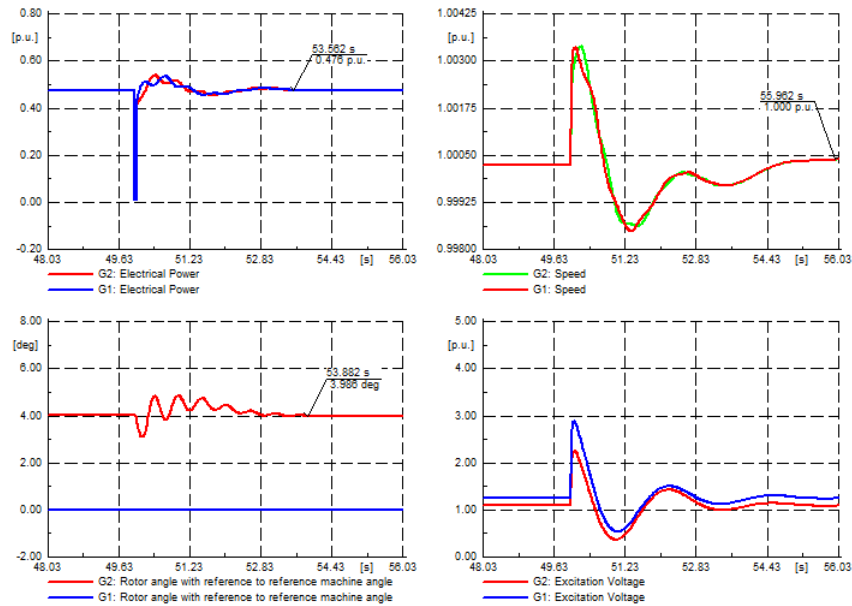 0.80
[p.u.]
0.60
0.40
0.20
0.00
-0.20
53.562 s
0.476 p.u.
48.03 49.63 51.23 52.83 54.43 [s] 56.03
G2: Electrical Power
G1: Electrical Power
1.00425
[p.u.]
1.00300
1.00175
1.00050
0.99925
0.99800
55.962 s
1.000 p.u.
48.03 49.63 51.23 52.83 54.43 [s] 56.03
G2: Speed
G1: Speed
8.00
[deg]
6.00
4.00
2.00
0.00
-2.00
53.882 s
3.986 deg
48.03 49.63 51.23 52.83 [s] 54.43 56.03
G2: Rotor angle with reference to reference machine angle
G1: Rotor angle with reference to reference machine angle
5.00
[p.u.]
4.00
3.00
2.00
1.00
0.00
48.03 49.63 51.23 52.83 54.43 [s] 56.03
G2: Excitation Voltage
G1: Excitation Voltage